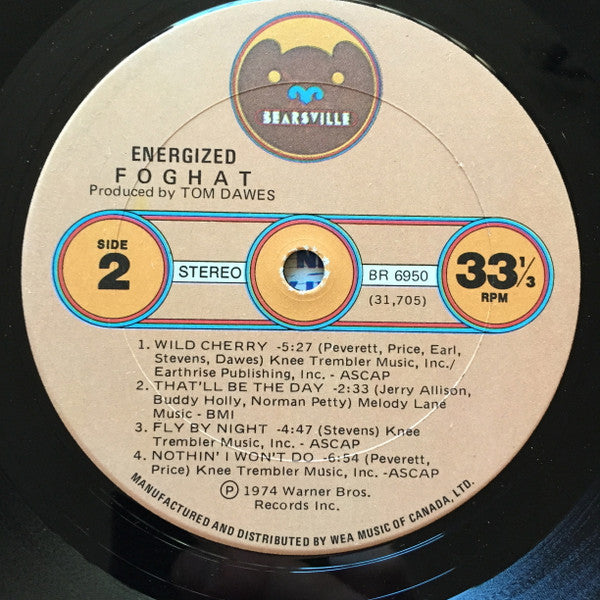 BEARSVILLE
ENERGIZED
FOGHAT
Produced by TOM DAWES
SIDE
2
STEREO
BR 6950
(31,705)
33 1/3
RPM
1. WILD CHERRY -5:27 (Peverett, Price, Earl,
Stevens, Dawes) Knee Trembler Music, Inc./
Earthrise Publishing, Inc. - ASCAP
2. THAT'LL BE THE DAY -2:33 (Jerry Allison,
Buddy Holly, Norman Petty) Melody Lane
Music - BMI
3. FLY BY NIGHT -4:47 (Stevens) Knee
Trembler Music, Inc. - ASCAP
4. NOTHIN' I WON'T DO -6:54 (Peverett,
Price) Knee Trembler Music, Inc. -ASCAP
℗ 1974 Warner Bros.
Records Inc.
MANUFACTURED AND DISTRIBUTED BY WEA MUSIC OF CANADA, LTD.